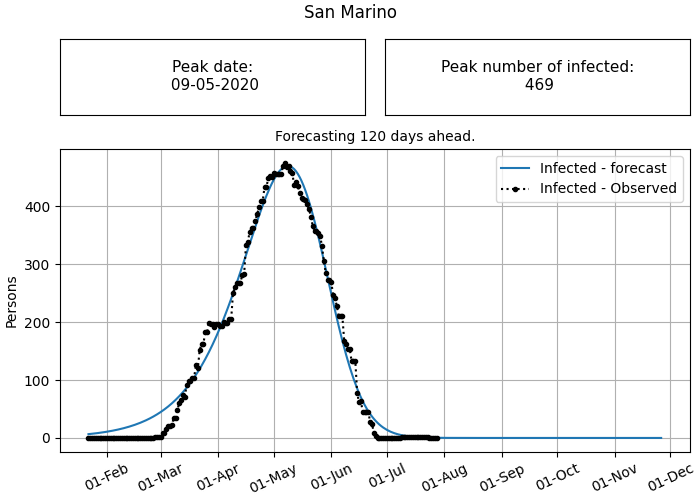 San Marino
Peak date:
09-05-2020
Peak number of infected:
469
Forecasting 120 days ahead.
Infected - forecast
Infected - Observed
Persons
400
300
200
100
0
01-Feb
01-Mar
01-Apr
01-May
01-Jun
01-Jul
01-Aug
01-Sep
01-Oct
01-Nov
01-Dec